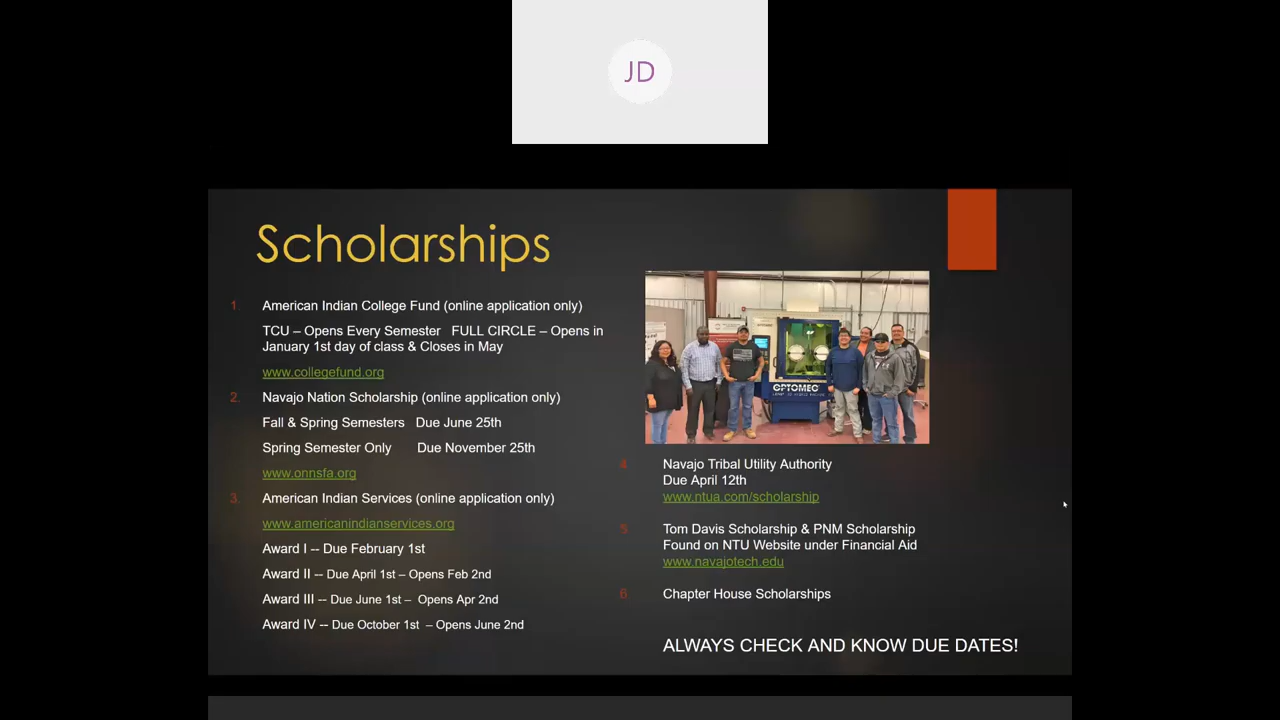 JD
Scholarships
1. American Indian College Fund (online application only)
TCU – Opens Every Semester FULL CIRCLE – Opens in
January 1st day of class & Closes in May
www.collegefund.org
2. Navajo Nation Scholarship (online application only)
Fall & Spring Semesters Due June 25th
Spring Semester Only Due November 25th
www.onnsfa.org
3. American Indian Services (online application only)
www.americanindianservices.org
Award I -- Due February 1st
Award II -- Due April 1st – Opens Feb 2nd
Award III -- Due June 1st – Opens Apr 2nd
Award IV -- Due October 1st – Opens June 2nd
OPTOMEC
4. Navajo Tribal Utility Authority
Due April 12th
www.ntua.com/scholarship
5. Tom Davis Scholarship & PNM Scholarship
Found on NTU Website under Financial Aid
www.navajotech.edu
6. Chapter House Scholarships
ALWAYS CHECK AND KNOW DUE DATES!